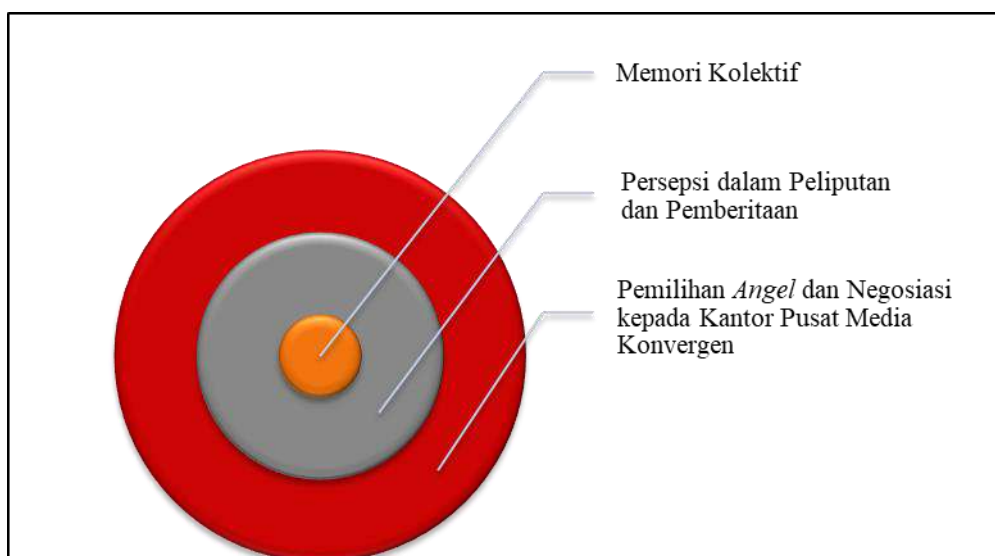 Memori Kolektif
Persepsi dalam Peliputan
dan Pemberitaan
Pemilihan Angel dan Negosiasi
kepada Kantor Pusat Media
Konvergen